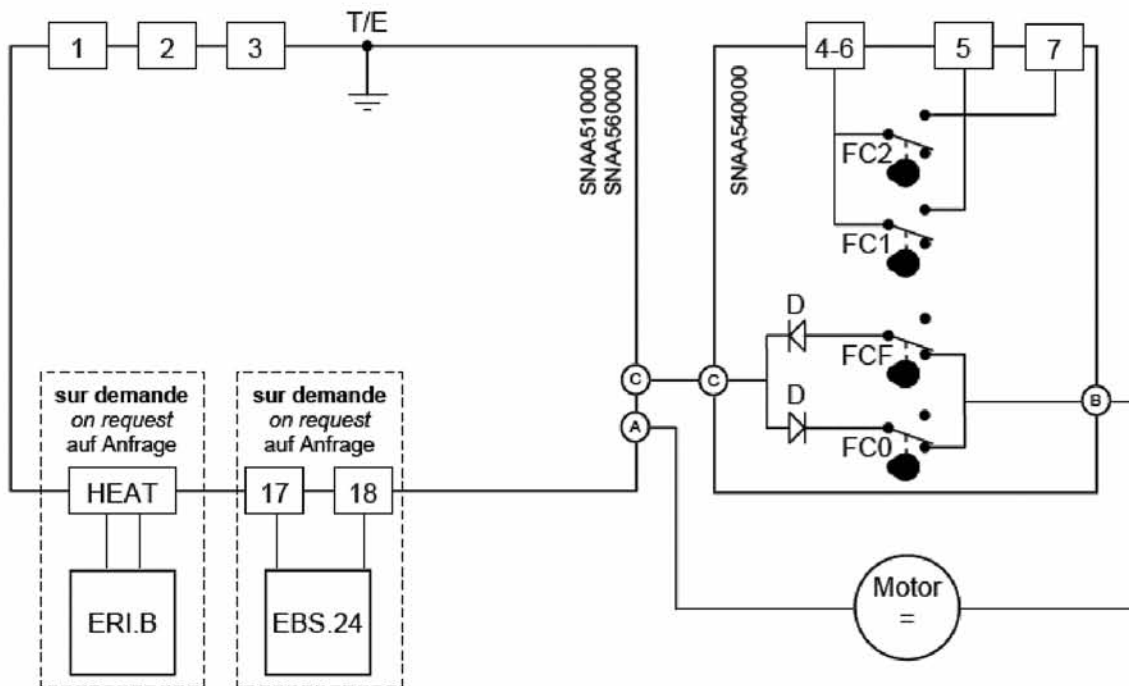 T/E
1
2
3
4-6
5
7
SNAA510000
SNAA560000
SNAA540000
FC2
FC1
D
FCF
C
C
D
FC0
B
A
sur demande
on request
auf Anfrage
sur demande
on request
auf Anfrage
HEAT
17
18
ERI.B
EBS.24
Motor
=